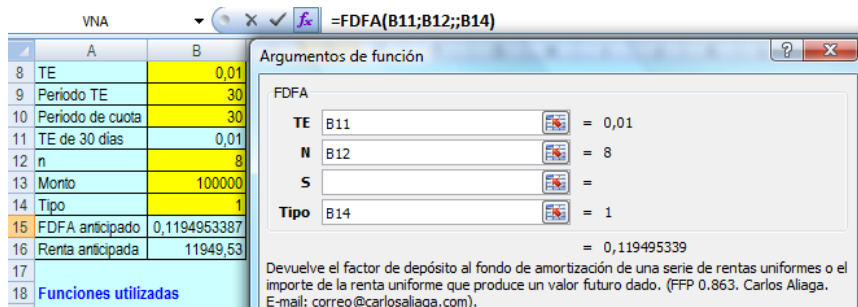 VNA fx =FDFA(B11;B12;;B14)
A B
8 TE 0,01
9 Periodo TE 30
10 Periodo de cuota 30
11 TE de 30 dias 0,01
12 n 8
13 Monto 100000
14 Tipo 1
15 FDFA anticipado 0,1194953387
16 Renta anticipada 11949,53
17
18 Funciones utilizadas
Argumentos de función ? X
FDFA
TE B11 = 0,01
N B12 = 8
S =
Tipo B14 = 1
= 0,119495339
Devuelve el factor de depósito al fondo de amortización de una serie de rentas uniformes o el
importe de la renta uniforme que produce un valor futuro dado. (FFP 0.863. Carlos Aliaga.
E-mail: correo@carlosaliaga.com).